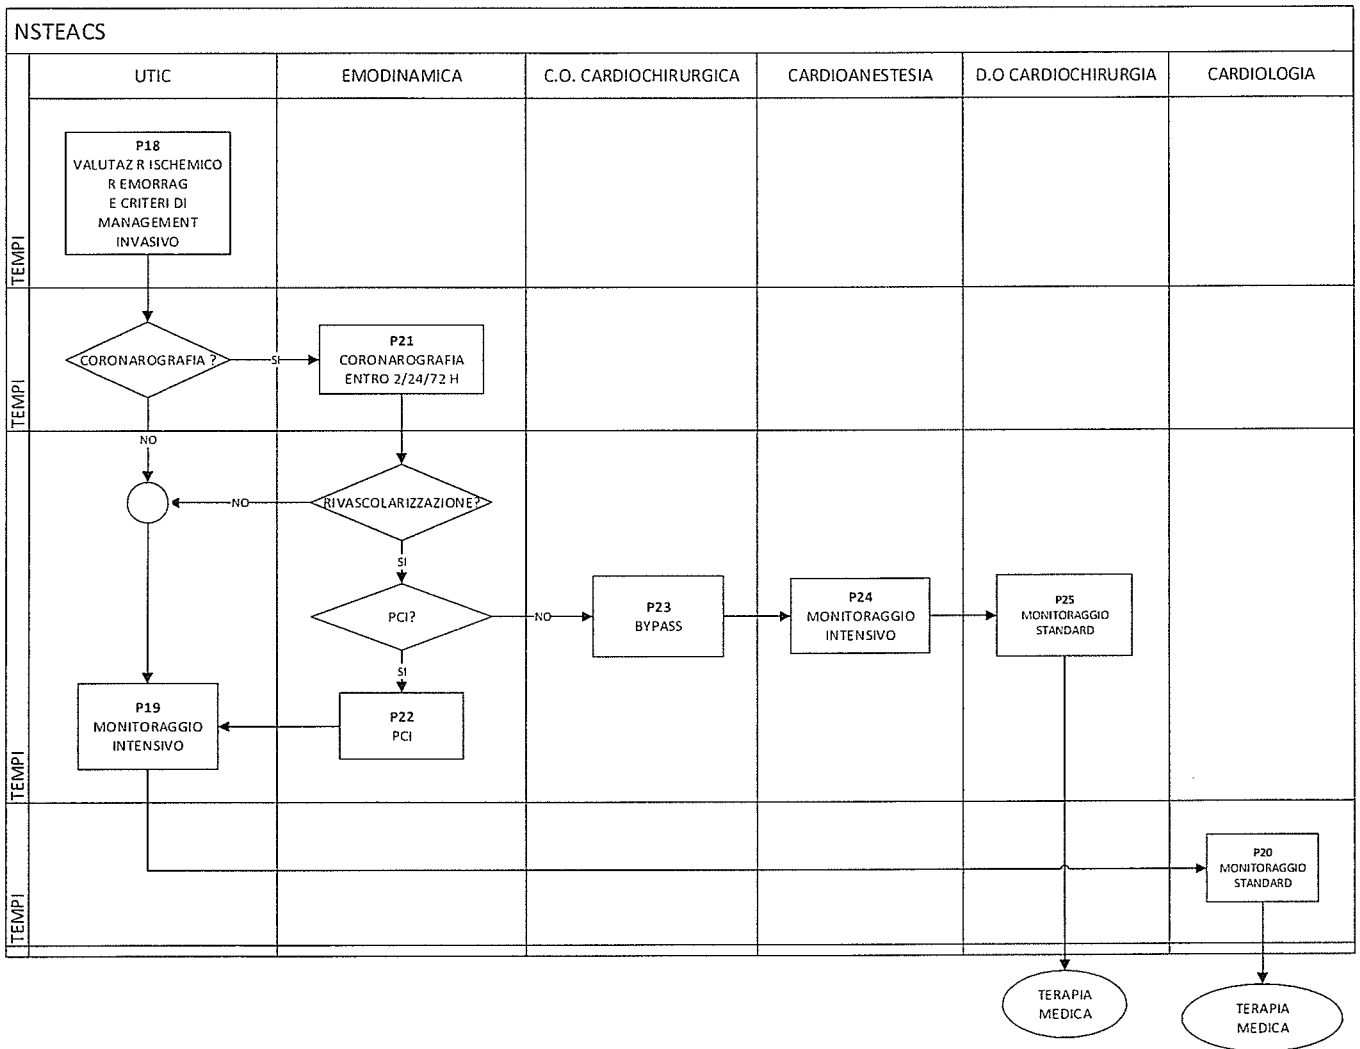 NSTEACS
UTIC
EMODINAMICA
C.O. CARDIOCHIRURGICA
CARDIOANESTESIA
D.O CARDIOCHIRURGIA
CARDIOLOGIA
TEMPI
P18
VALUTAZ R ISCHEMICO
R EMORRAG
E CRITERI DI
MANAGEMENT
INVASIVO
TEMPI
CORONAROGRAFIA ?
SI
P21
CORONAROGRAFIA
ENTRO 2/24/72 H
TEMPI
NO
NO
RIVASCOLARIZZAZIONE?
SI
PCI?
NO
P23
BYPASS
P24
MONITORAGGIO
INTENSIVO
P25
MONITORAGGIO
STANDARD
SI
P19
MONITORAGGIO
INTENSIVO
P22
PCI
TEMPI
P20
MONITORAGGIO
STANDARD
TERAPIA
MEDICA
TERAPIA
MEDICA